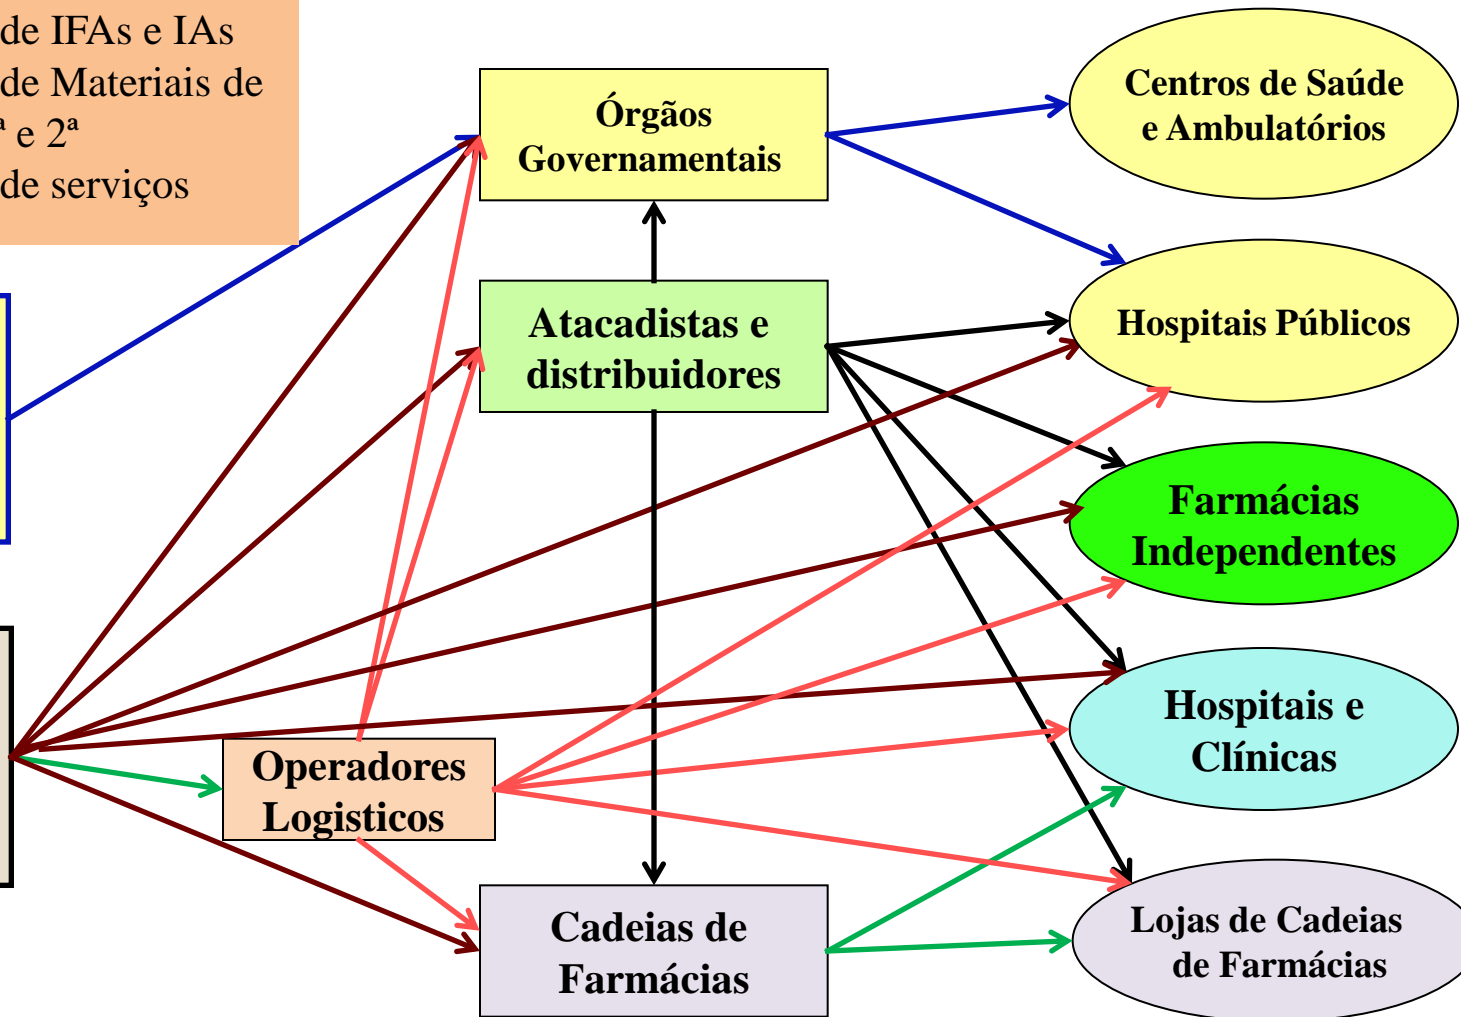 de IFAs e IAs
de Materiais de
ª e 2ª
de serviços
Órgãos
Governamentais
Centros de Saúde
e Ambulatórios
Atacadistas e
distribuidores
Hospitais Públicos
Farmácias
Independentes
Operadores
Logisticos
Hospitais e
Clínicas
Cadeias de
Farmácias
Lojas de Cadeias
de Farmácias